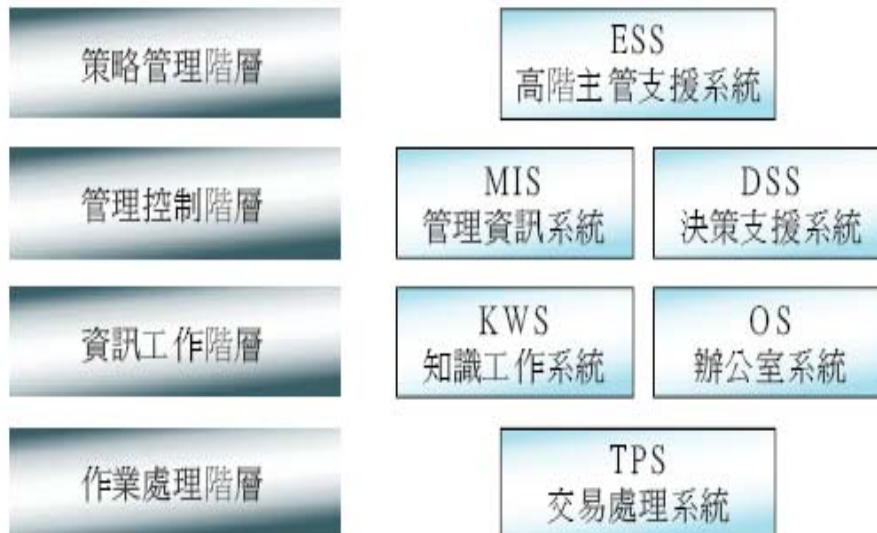 策略管理階層
ESS
高階主管支援系統
管理控制階層
MIS
管理資訊系統
DSS
決策支援系統
資訊工作階層
KWS
知識工作系統
OS
辦公室系統
作業處理階層
TPS
交易處理系統